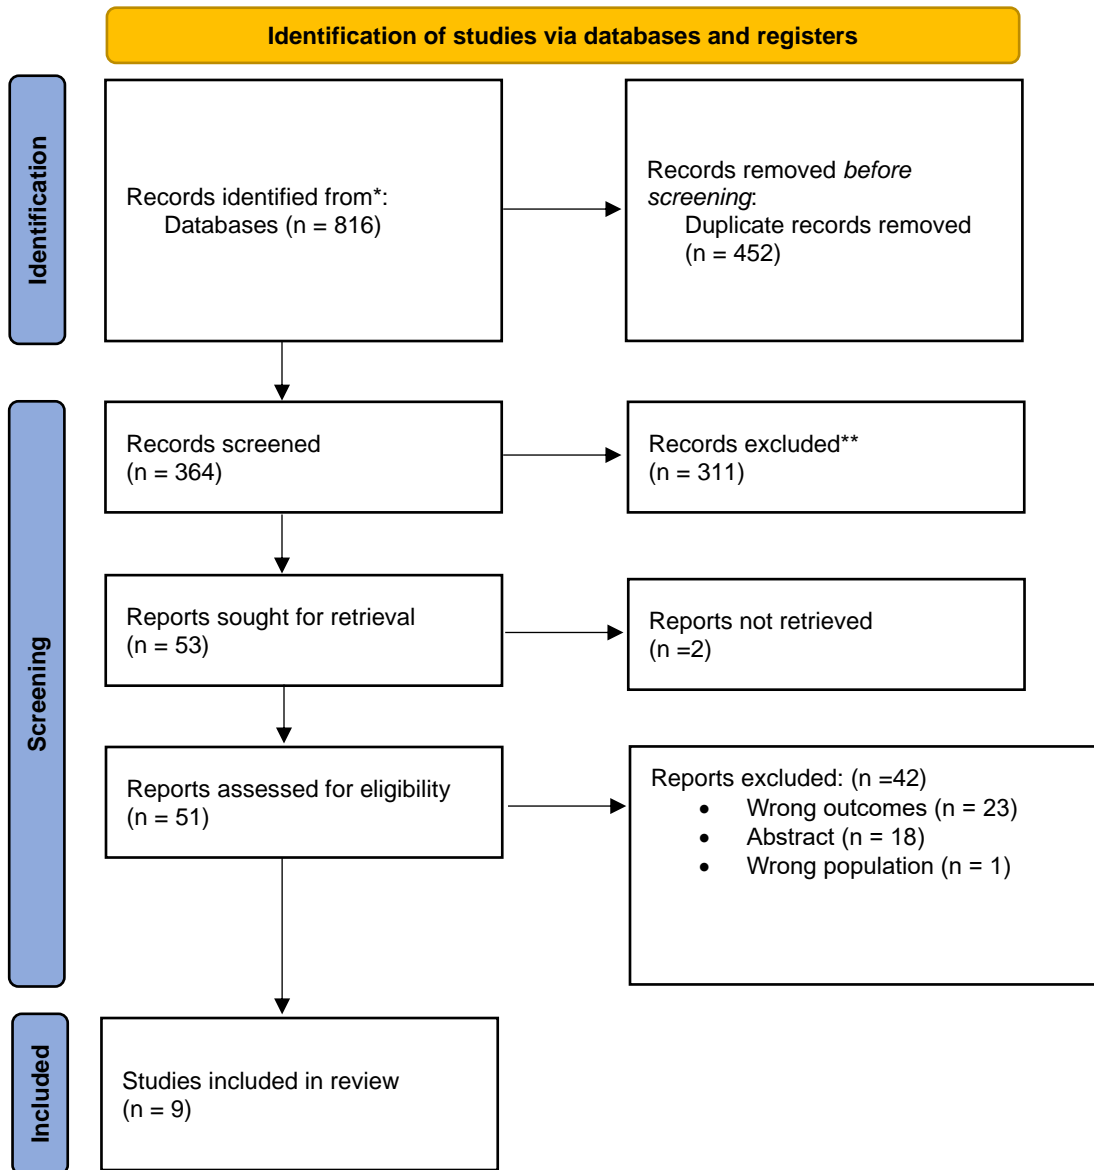 Identification of studies via databases and registers
Identification
Records identified from*:
Databases (n = 816)
Records removed before
screening:
Duplicate records removed
(n = 452)
Screening
Records screened
(n = 364)
Records excluded**
(n = 311)
Reports sought for retrieval
(n = 53)
Reports not retrieved
(n =2)
Reports assessed for eligibility
(n = 51)
Reports excluded: (n =42)
• Wrong outcomes (n = 23)
• Abstract (n = 18)
• Wrong population (n = 1)
Included
Studies included in review
(n = 9)